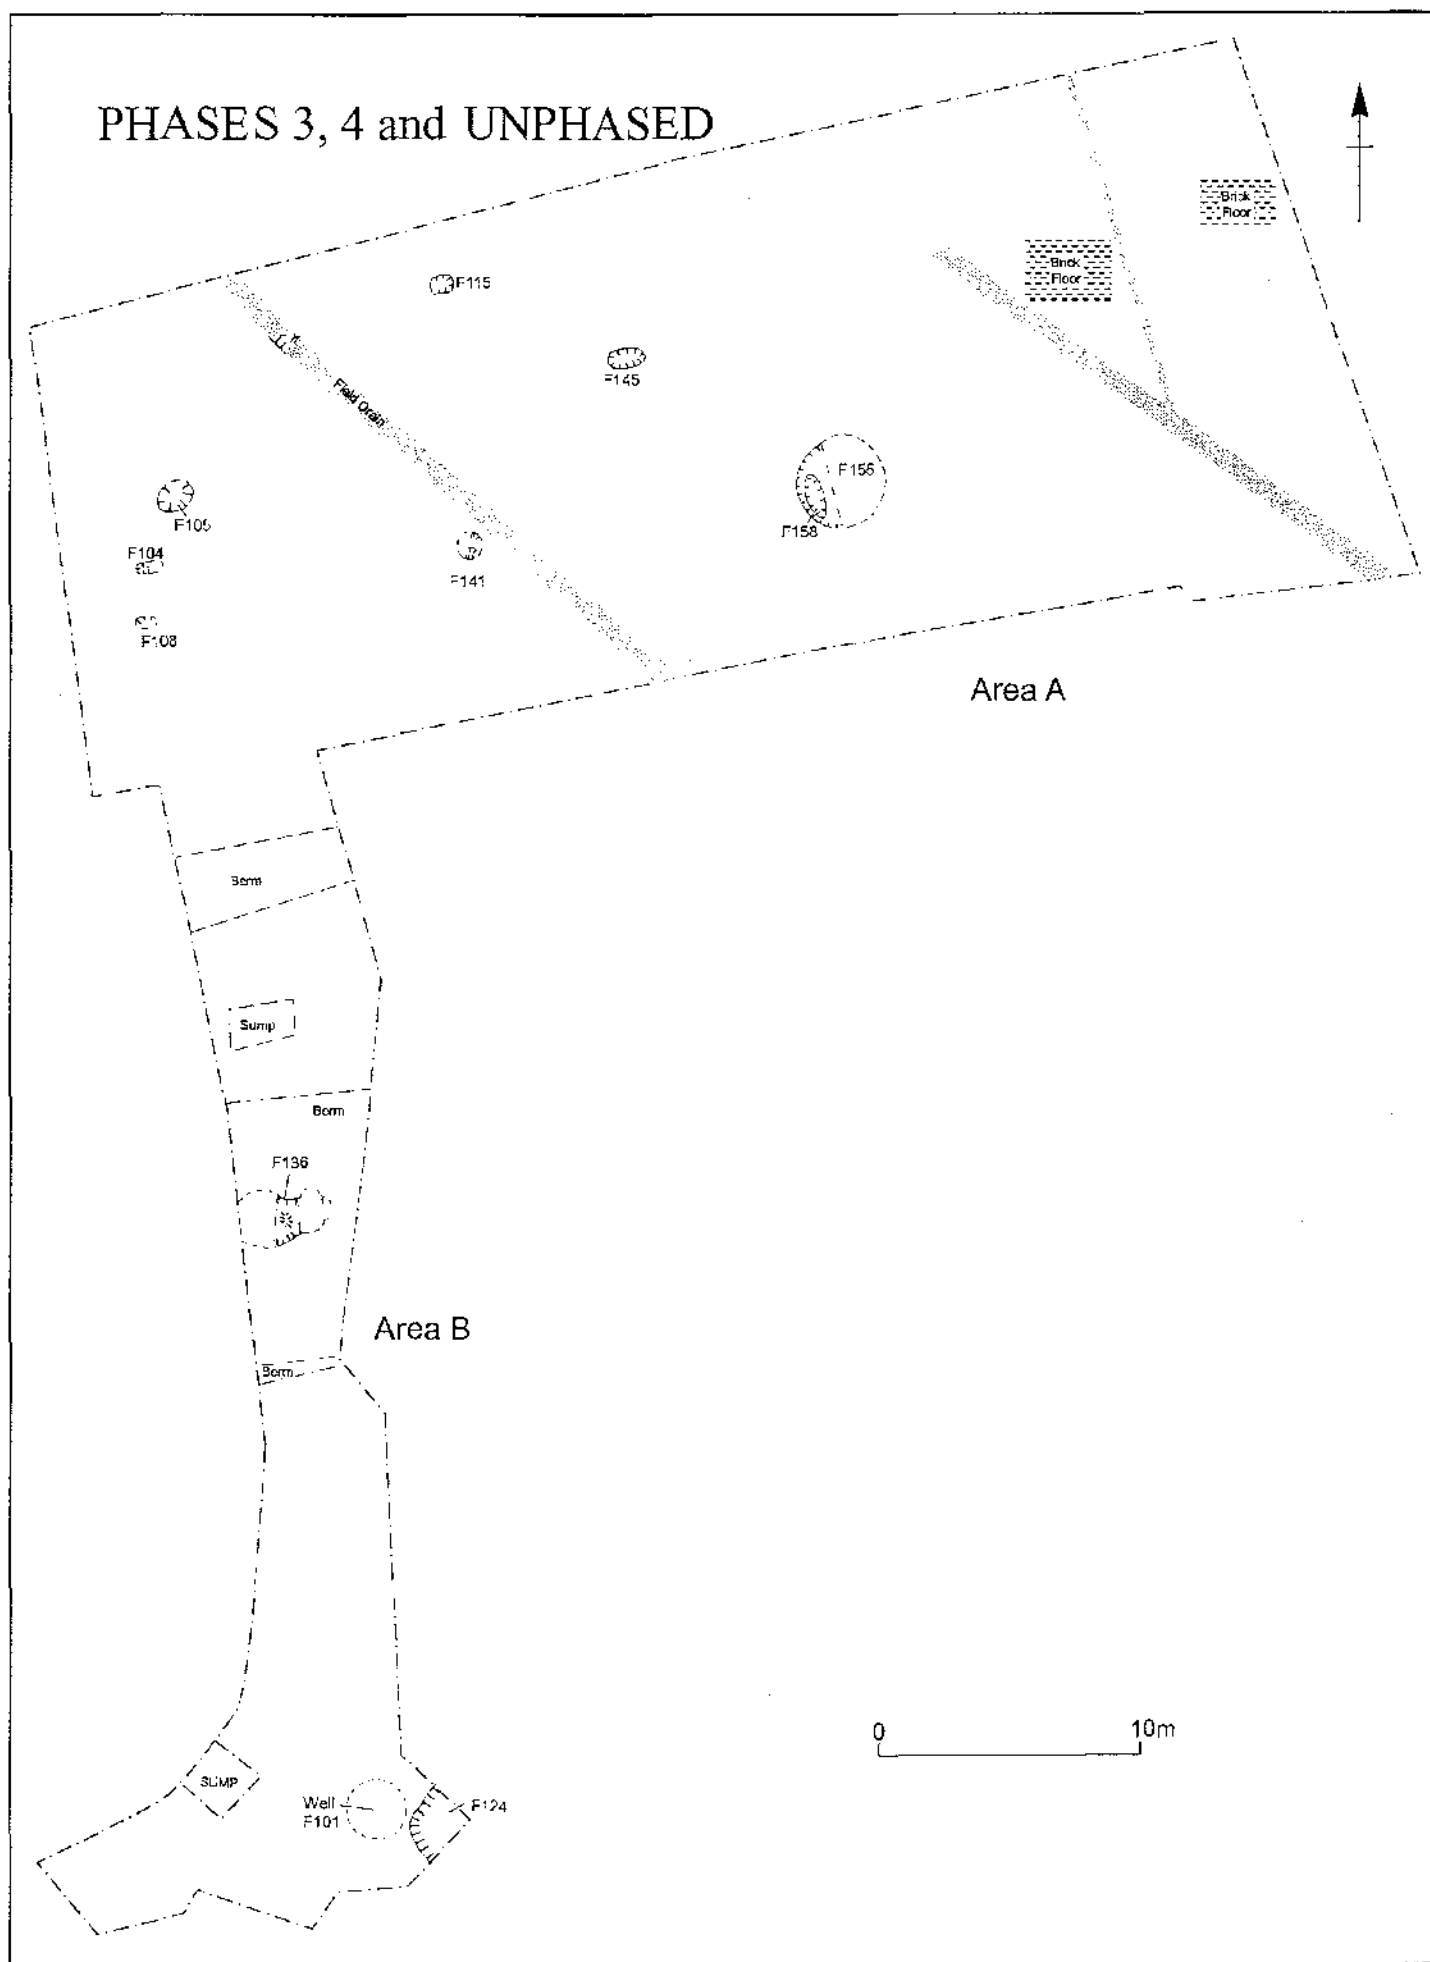 PHASES 3, 4 and UNPHASED
Brick
Floor
Brick
Floor
F115
F145
Field Drain
F155
F158
F105
F104
F141
F108
Area A
Berm
Sump
Berm
F136
Area B
Berm
0 10m
SUMP
Well
F101
F124